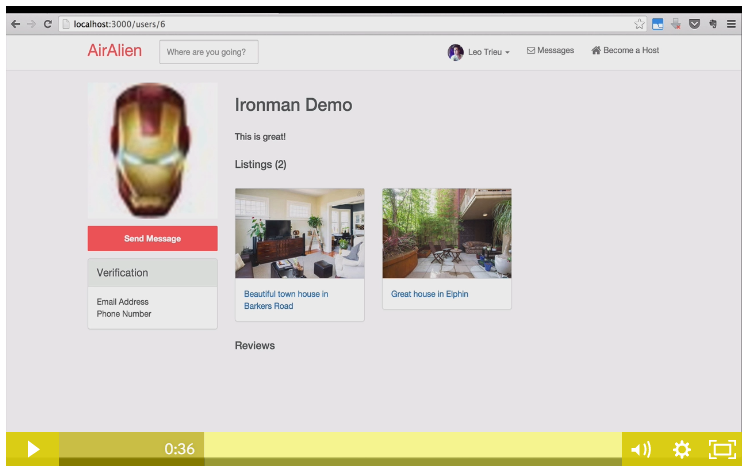 localhost:3000/users/6
AirAlien
Where are you going?
Leo Trieu
Messages
Become a Host
Ironman Demo
This is great!
Listings (2)
Send Message
Verification
Email Address
Phone Number
Beautiful town house in
Barkers Road
Great house in Elphin
Reviews
0:36